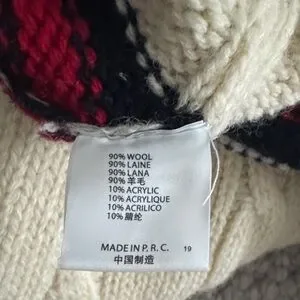 90% WOOL
90% LAINE
90% LANA
90% 羊毛
10% ACRYLIC
10% ACRYLIQUE
10% ACRILICO
10% 腈纶
MADE IN P. R. C. 19
中国制造